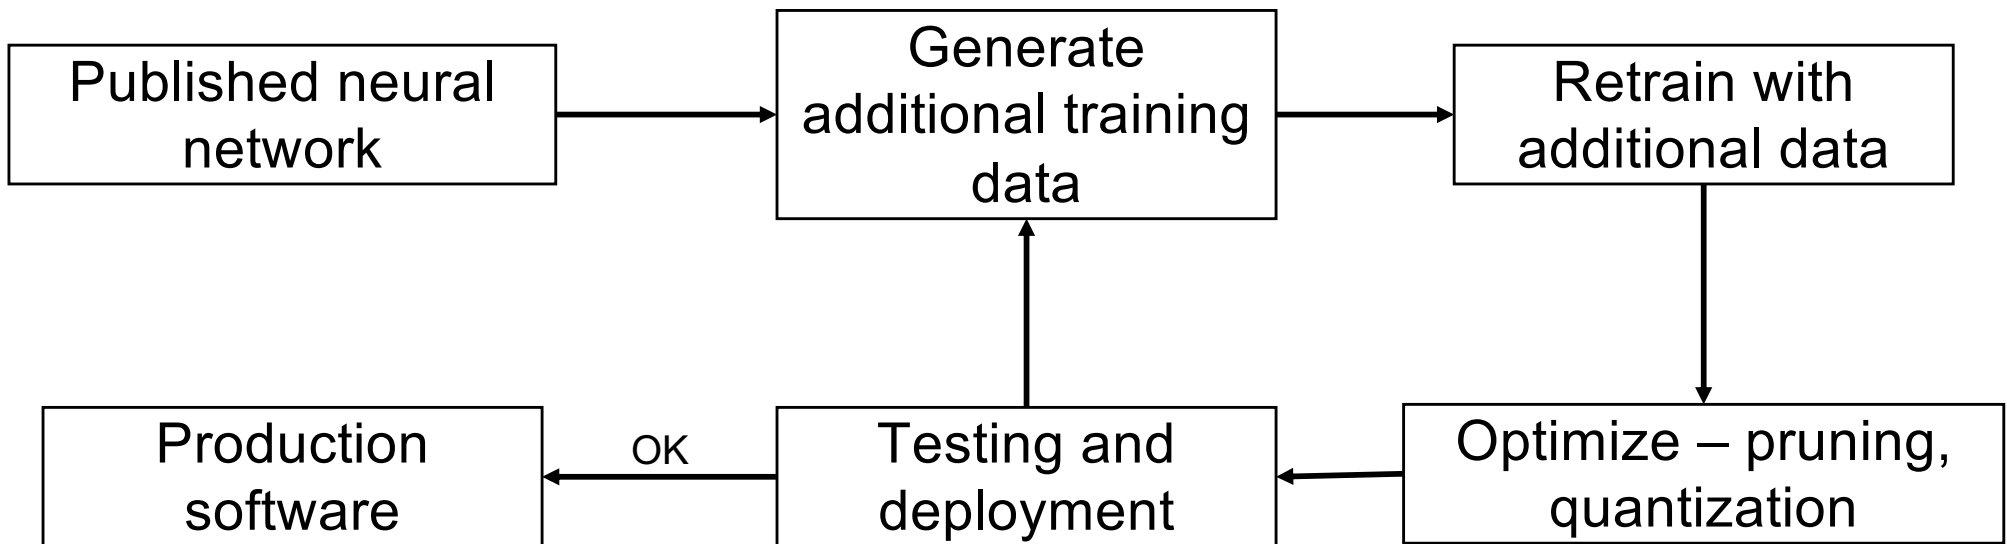 Published neural
network
Generate
additional training
data
Retrain with
additional data
Production
software
OK
Testing and
deployment
Optimize – pruning,
quantization